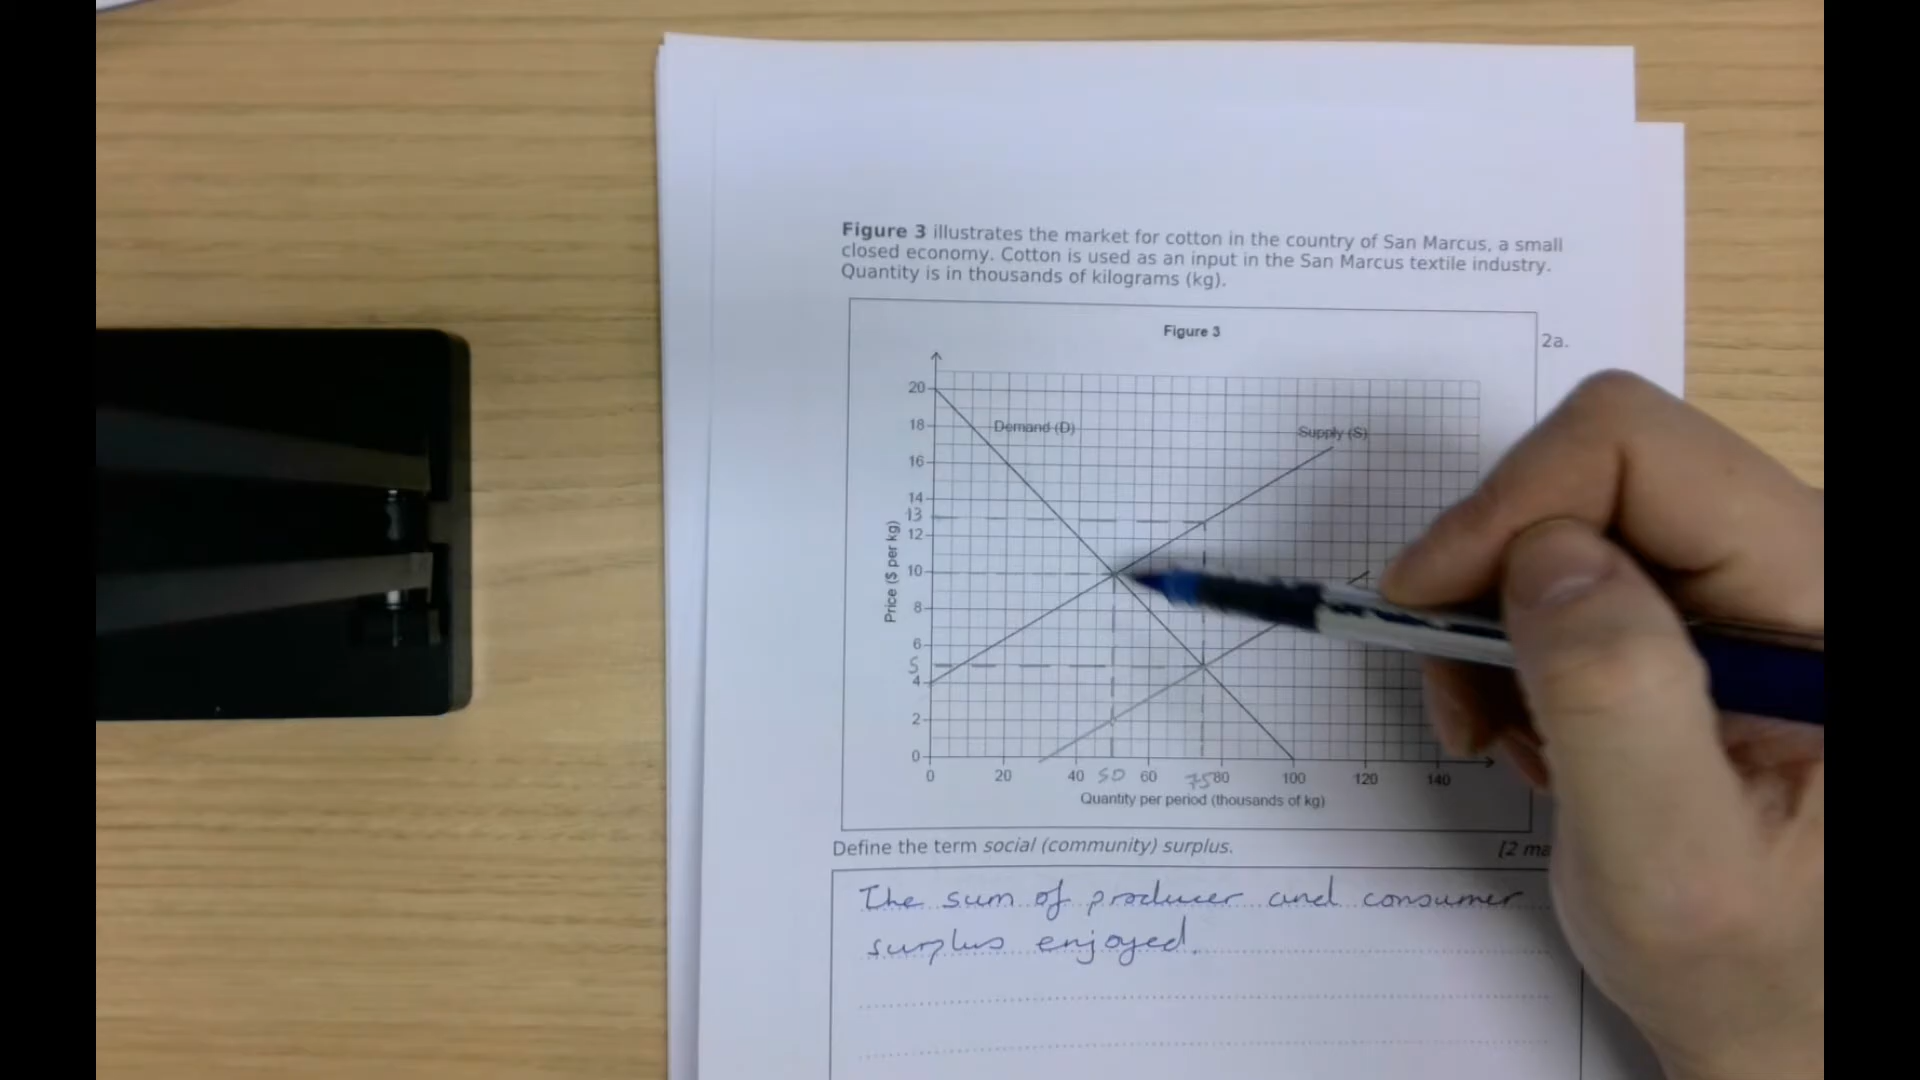 Figure 3 illustrates the market for cotton in the country of San Marcus, a small
closed economy. Cotton is used as an input in the San Marcus textile industry.
Quantity is in thousands of kilograms (kg).
Figure 3
2a.
20
18
16
14
13
12
10
8
6
5
4
2
0
Demand (D)
Supply (S)
Price ($ per kg)
0 20 40 50 60 75 80 100 120 140
Quantity per period (thousands of kg)
Define the term social (community) surplus.
[2 ma
The sum of producer and consumer
surplus enjoyed.